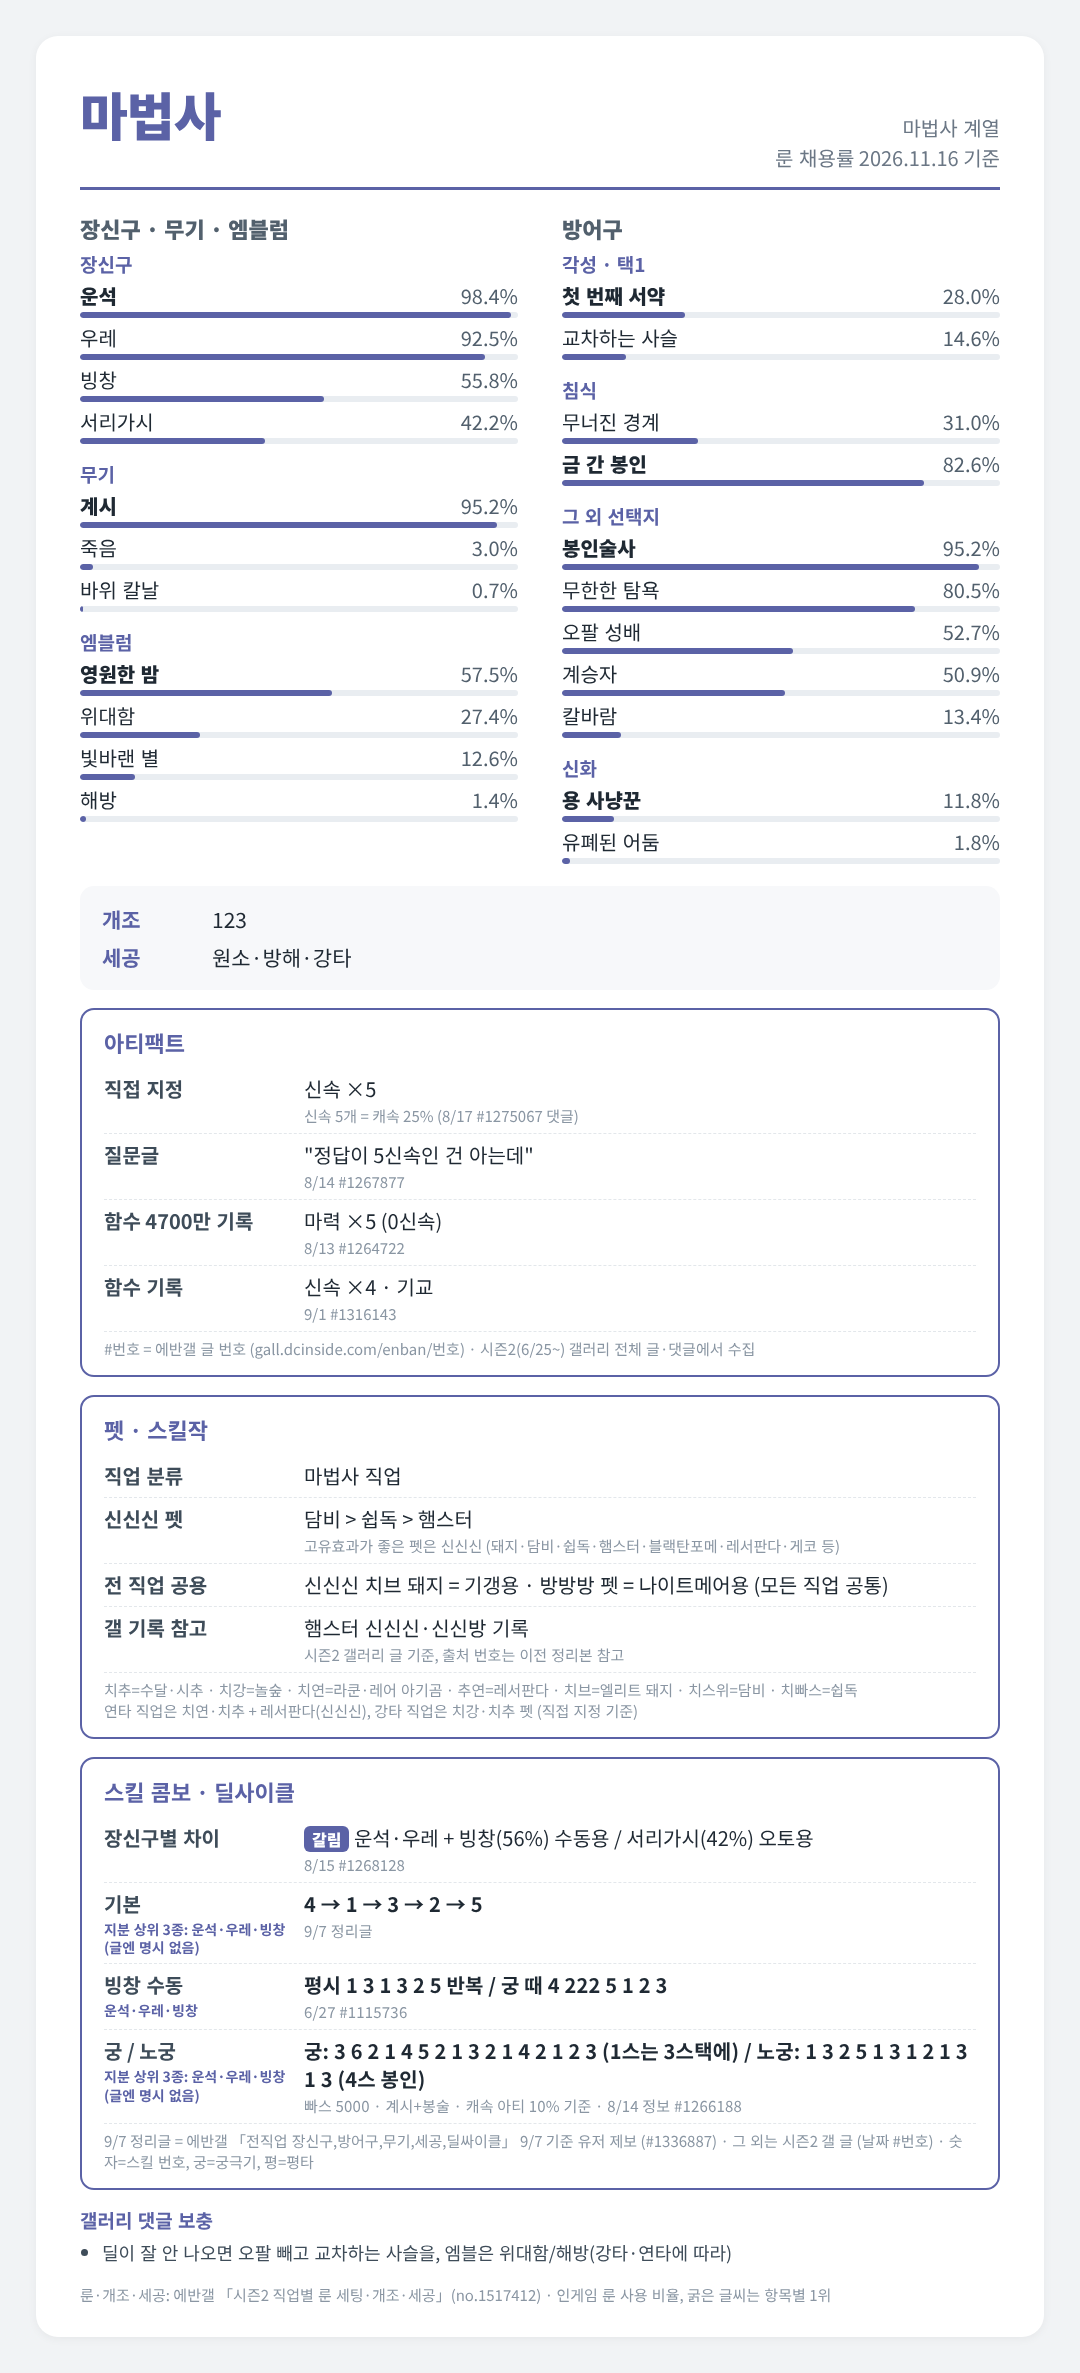 마법사
마법사 계열
룬 채용률 2026.11.16 기준
장신구 · 무기 · 엠블럼
장신구
운석 98.4%
우레 92.5%
빙창 55.8%
서리가시 42.2%
무기
계시 95.2%
죽음 3.0%
바위 칼날 0.7%
엠블럼
영원한 밤 57.5%
위대함 27.4%
빛바랜 별 12.6%
해방 1.4%
방어구
각성 · 택1
첫 번째 서약 28.0%
교차하는 사슬 14.6%
침식
무너진 경계 31.0%
금 간 봉인 82.6%
그 외 선택지
봉인술사 95.2%
무한한 탐욕 80.5%
오팔 성배 52.7%
계승자 50.9%
칼바람 13.4%
신화
용 사냥꾼 11.8%
유폐된 어둠 1.8%
개조 123
세공 원소·방해·강타
아티팩트
직접 지정 신속 ×5
신속 5개 = 캐속 25% (8/17 #1275067 댓글)
질문글 "정답이 5신속인 건 아는데"
8/14 #1267877
함수 4700만 기록 마력 ×5 (0신속)
8/13 #1264722
함수 기록 신속 ×4 · 기교
9/1 #1316143
#번호 = 에반갤 글 번호 (gall.dcinside.com/enban/번호) · 시즌2(6/25~) 갤러리 전체 글·댓글에서 수집
펫 · 스킬작
직업 분류 마법사 직업
신신신 펫 담비 > 쉽독 > 햄스터
고유효과가 좋은 펫은 신신신 (돼지·담비·쉽독·햄스터·블랙탄포메·레서판다·게코 등)
전 직업 공용 신신신 치브 돼지 = 기갱용 · 방방방 펫 = 나이트메어용 (모든 직업 공통)
갤 기록 참고 햄스터 신신신·신신방 기록
시즌2 갤러리 글 기준, 출처 번호는 이전 정리본 참고
치추=수달·시추 · 치강=놀숲 · 치연=라쿤·레어 아기곰 · 추연=레서판다 · 치브=엘리트 돼지 · 치스위=담비 · 치빠스=쉽독
연타 직업은 치연·치추 + 레서판다(신신신), 강타 직업은 치강·치추 펫 (직접 지정 기준)
스킬 콤보 · 딜사이클
장신구별 차이 갈림 운석·우레 + 빙창(56%) 수동용 / 서리가시(42%) 오토용
8/15 #1268128
기본 4 → 1 → 3 → 2 → 5
지분 상위 3종: 운석·우레·빙창 9/7 정리글
(글엔 명시 없음)
빙창 수동 평시 1 3 1 3 2 5 반복 / 궁 때 4 222 5 1 2 3
운석·우레·빙창 6/27 #1115736
궁 / 노궁 궁: 3 6 2 1 4 5 2 1 3 2 1 4 2 1 2 3 (1스는 3스택에) / 노궁: 1 3 2 5 1 3 1 2 1 3
지분 상위 3종: 운석·우레·빙창 1 3 (4스 봉인)
(글엔 명시 없음) 빠스 5000 · 계시+봉술 · 캐속 아티 10% 기준 · 8/14 정보 #1266188
9/7 정리글 = 에반갤 「전직업 장신구,방어구,무기,세공,딜싸이클」 9/7 기준 유저 제보 (#1336887) · 그 외는 시즌2 갤 글 (날짜 #번호) · 숫
자=스킬 번호, 궁=궁극기, 평=평타
갤러리 댓글 보충
• 딜이 잘 안 나오면 오팔 빼고 교차하는 사슬을, 엠블은 위대함/해방(강타·연타에 따라)
룬·개조·세공: 에반갤 「시즌2 직업별 룬 세팅·개조·세공」(no.1517412) · 인게임 룬 사용 비율, 굵은 글씨는 항목별 1위